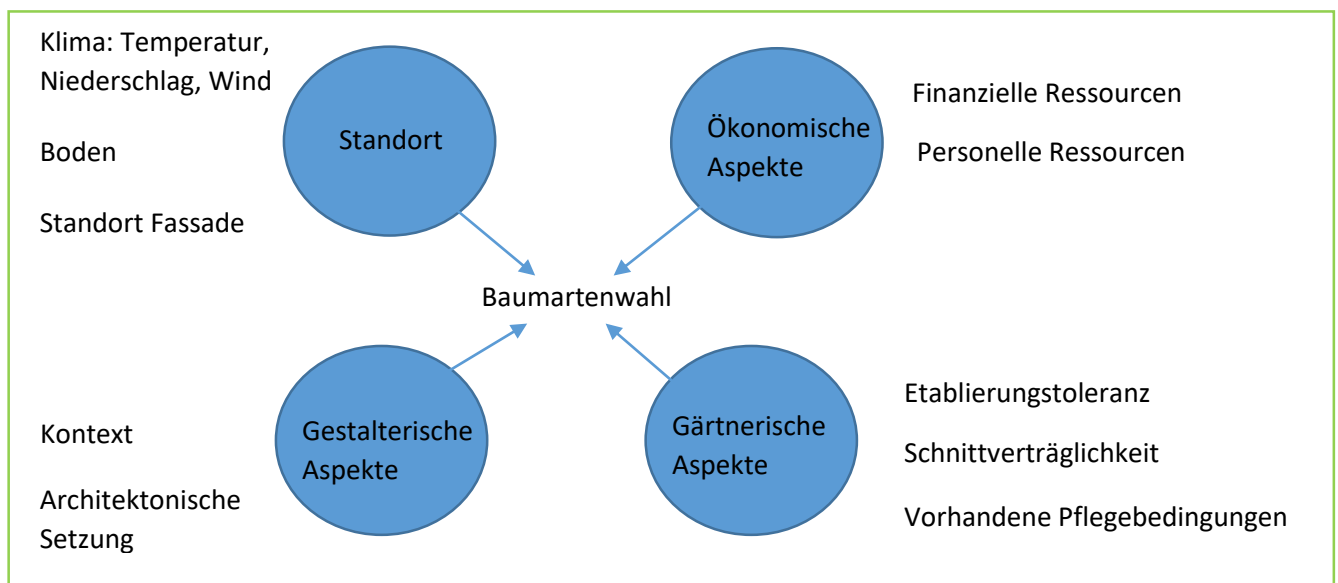 Klima: Temperatur,
Niederschlag, Wind
Boden
Standort Fassade
Standort
Ökonomische
Aspekte
Finanzielle Ressourcen
Personelle Ressourcen
Baumartenwahl
Kontext
Architektonische
Setzung
Gestalterische
Aspekte
Gärtnerische
Aspekte
Etablierungstoleranz
Schnittverträglichkeit
Vorhandene Pflegebedingungen